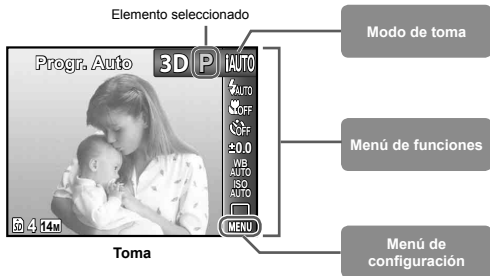 Elemento seleccionado
Modo de toma
Progr. Auto 3D P iAUTO
AUTO
OFF
OFF
±0.0
Menú de funciones
WB
AUTO
ISO
AUTO
SD 4 14M
MENU
Toma
Menú de
configuración